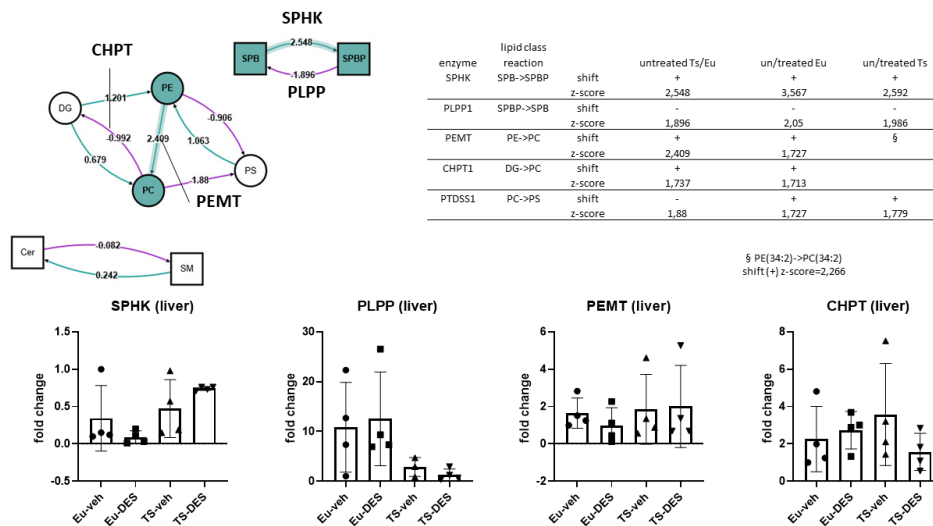 SPHK
2.548
SPB
SPBP
-1.896
PLPP
CHPT
PE
DG
1.201
-0.906
-0.992
2.409
1.063
0.679
PS
PC
-1.88
PEMT
Cer
-0.082
0.242
SM
lipid class
enzyme reaction untreated Ts/Eu un/treated Eu un/treated Ts
SPHK SPB->SPBP shift + + +
z-score 2,548 3,567 2,592
PLPP1 SPBP->SPB shift - - -
z-score 1,896 2,05 1,986
PEMT PE->PC shift + + §
z-score 2,409 1,727
CHPT1 DG->PC shift + +
z-score 1,737 1,713
PTDSS1 PC->PS shift - + +
z-score 1,88 1,727 1,779
§ PE(34:2)->PC(34:2)
shift (+) z-score=2,266
SPHK (liver)
fold change
1.5
1.0
0.5
0.0
-0.5
Eu-veh
Eu-DES
TS-veh
TS-DES
PLPP (liver)
fold change
30
20
10
0
Eu-veh
Eu-DES
TS-veh
TS-DES
PEMT (liver)
fold change
6
4
2
0
-2
Eu-veh
Eu-DES
TS-veh
TS-DES
CHPT (liver)
fold change
8
6
4
2
0
Eu-veh
Eu-DES
TS-veh
TS-DES